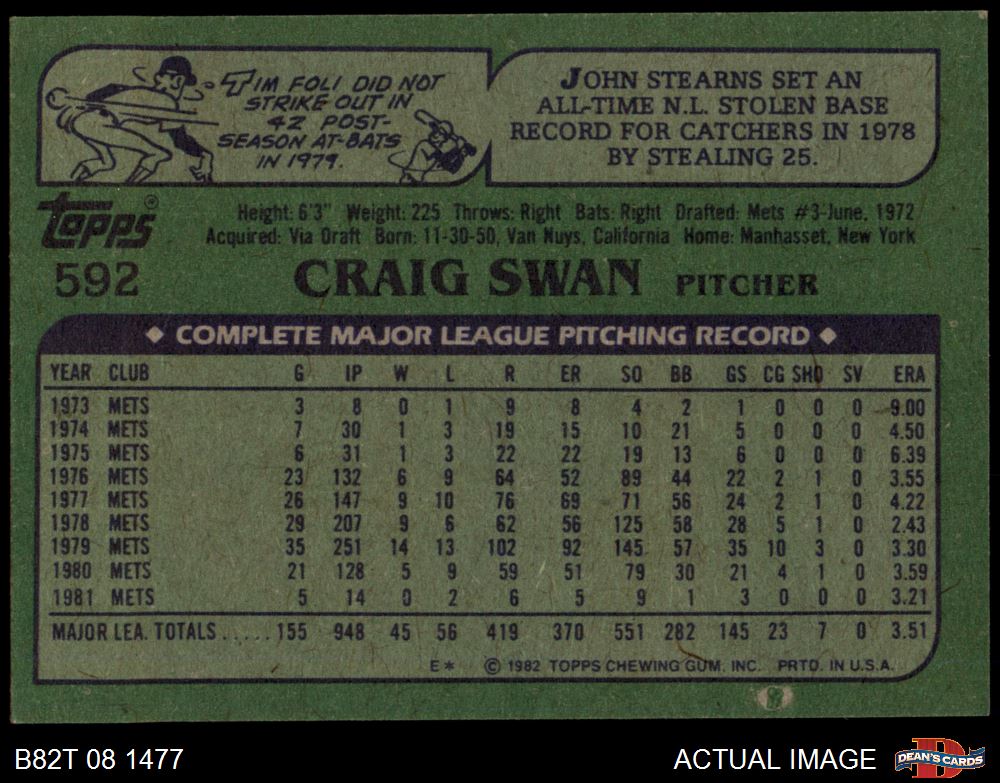 TIM FOLI DID NOT
STRIKE OUT IN
42 POST-
SEASON AT-BATS
IN 1979.
JOHN STEARNS SET AN
ALL-TIME N.L. STOLEN BASE
RECORD FOR CATCHERS IN 1978
BY STEALING 25.
topps®
Height: 6'3" Weight: 225 Throws: Right Bats: Right Drafted: Mets #3-June, 1972
Acquired: Via Draft Born: 11-30-50, Van Nuys, California Home: Manhasset, New York
592 CRAIG SWAN PITCHER
◆ COMPLETE MAJOR LEAGUE PITCHING RECORD ◆
YEAR CLUB G IP W L R ER SO BB GS CG SHO SV ERA
1973 METS 3 8 0 1 9 8 4 2 1 0 0 0 9.00
1974 METS 7 30 1 3 19 15 10 21 5 0 0 0 4.50
1975 METS 6 31 1 3 22 22 19 13 6 0 0 0 6.39
1976 METS 23 132 6 9 64 52 89 44 22 2 1 0 3.55
1977 METS 26 147 9 10 76 69 71 56 24 2 1 0 4.22
1978 METS 29 207 9 6 62 56 125 58 28 5 1 0 2.43
1979 METS 35 251 14 13 102 92 145 57 35 10 3 0 3.30
1980 METS 21 128 5 9 59 51 79 30 21 4 1 0 3.59
1981 METS 5 14 0 2 6 5 9 1 3 0 0 0 3.21
MAJOR LEA. TOTALS ..... 155 948 45 56 419 370 551 282 145 23 7 0 3.51
E* © 1982 TOPPS CHEWING GUM, INC. PRTD. IN U.S.A.
B82T 08 1477 ACTUAL IMAGE D DEAN'S CARDS